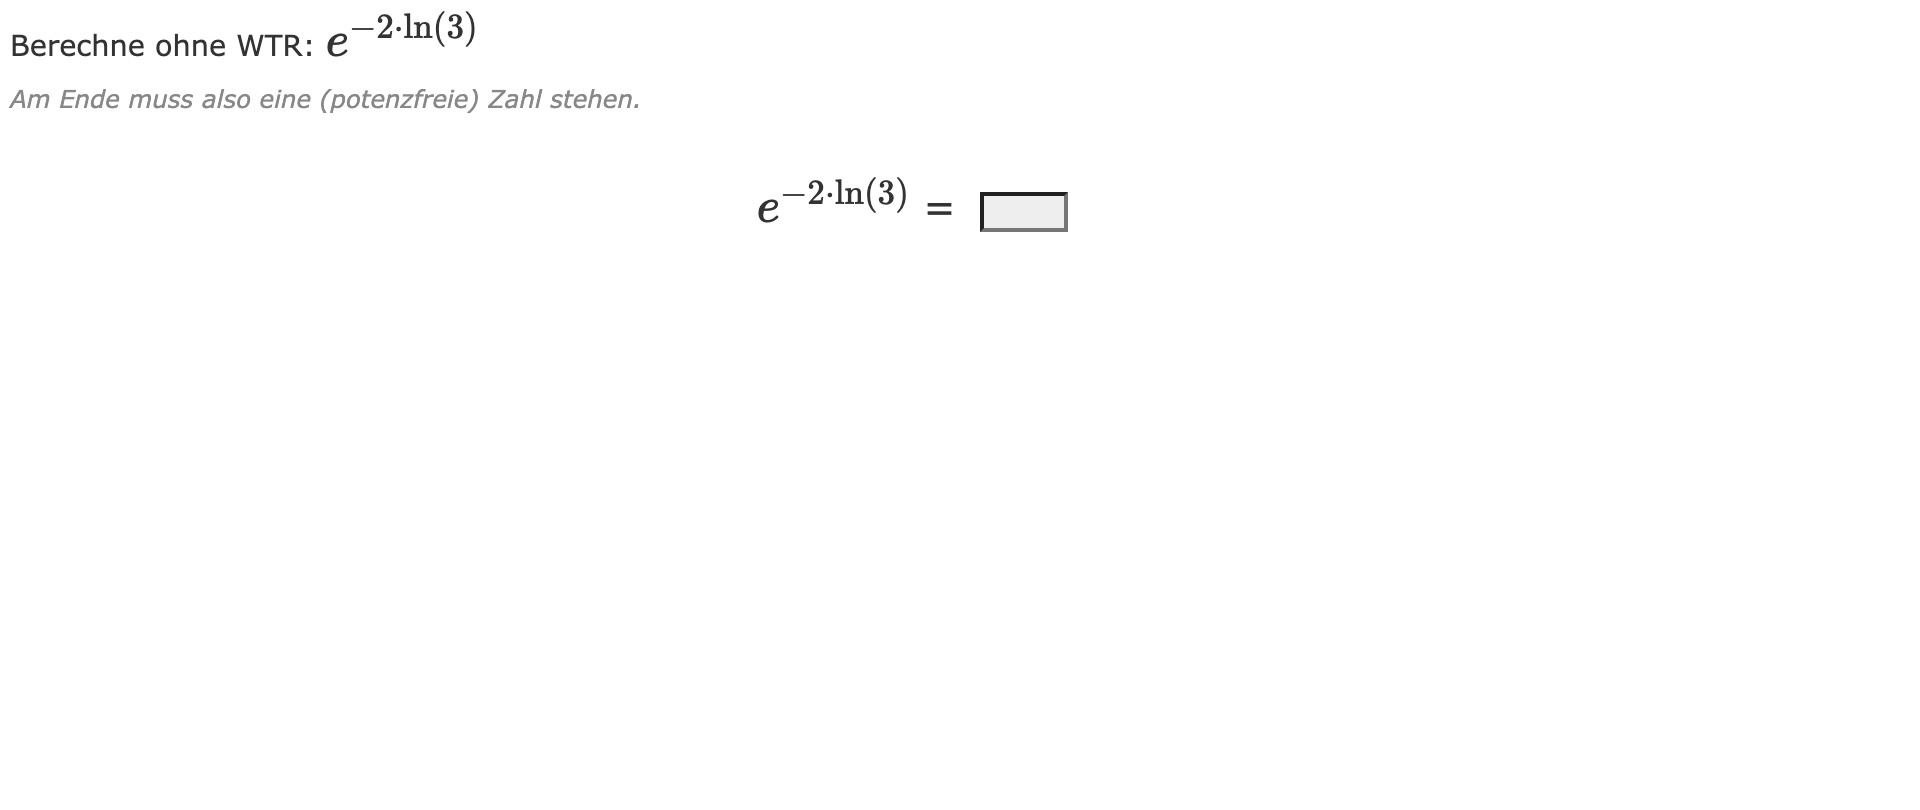 Berechne ohne WTR: $e^{-2\cdot\ln(3)}$
Am Ende muss also eine (potenzfreie) Zahl stehen.
$e^{-2\cdot\ln(3)}$ =